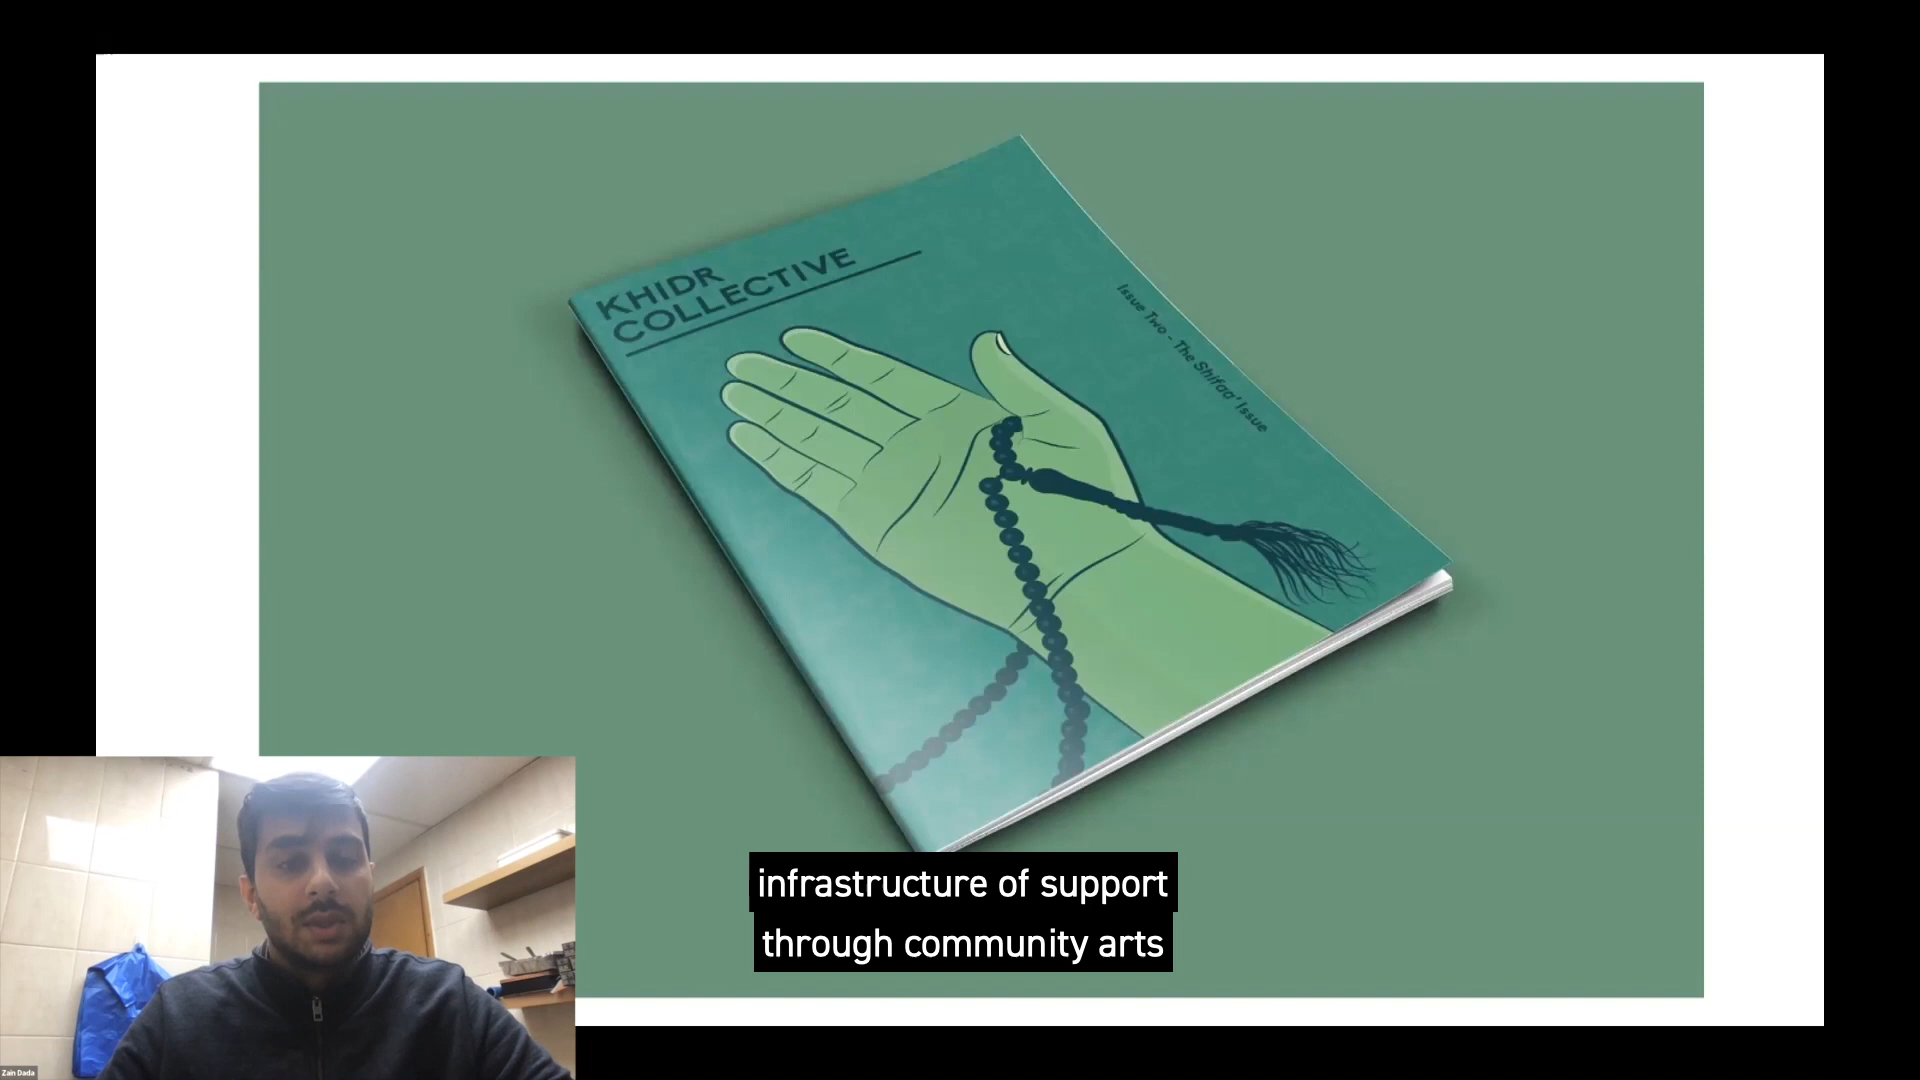 KHIDR
COLLECTIVE
Issue Two - The Shifaa' Issue
infrastructure of support
through community arts
Zain Dada